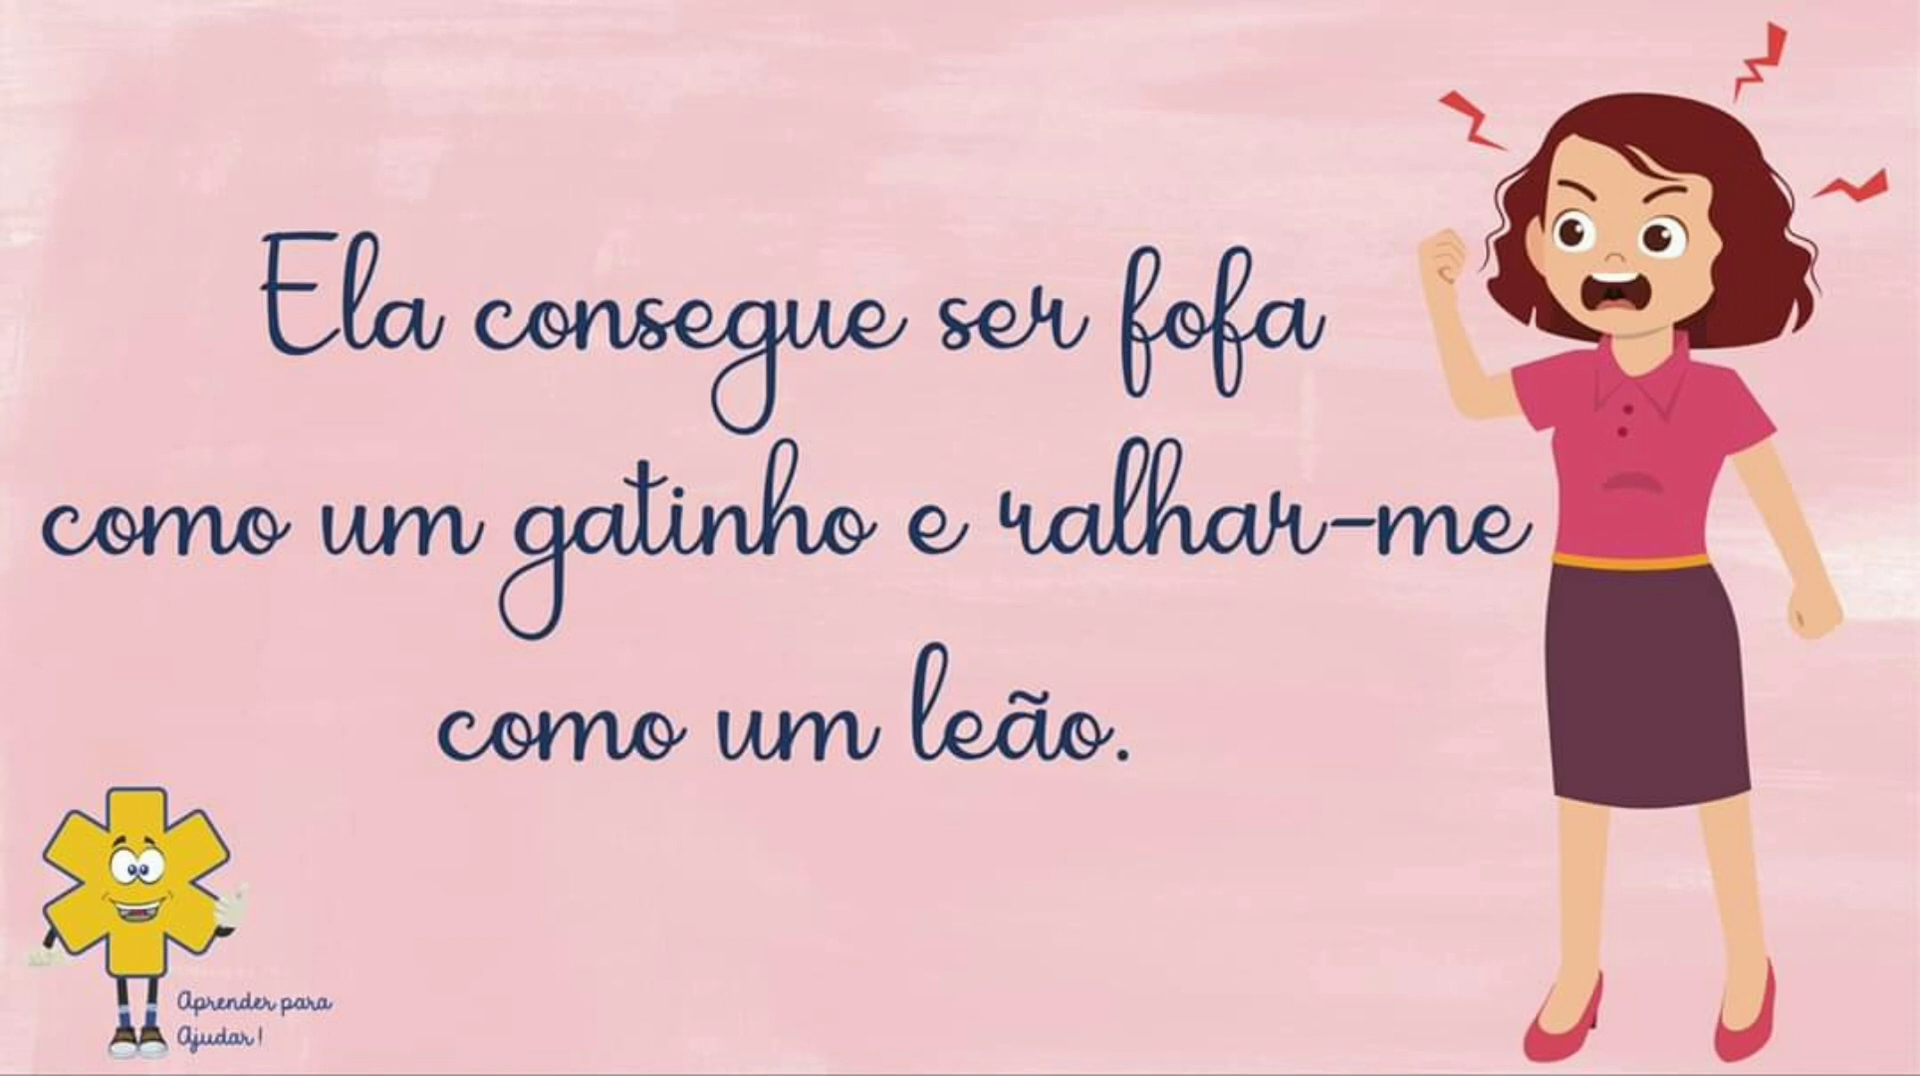 Ela consegue ser fofa
como um gatinho e ralhar-me
como um leão.
Aprender para
Ajudar!